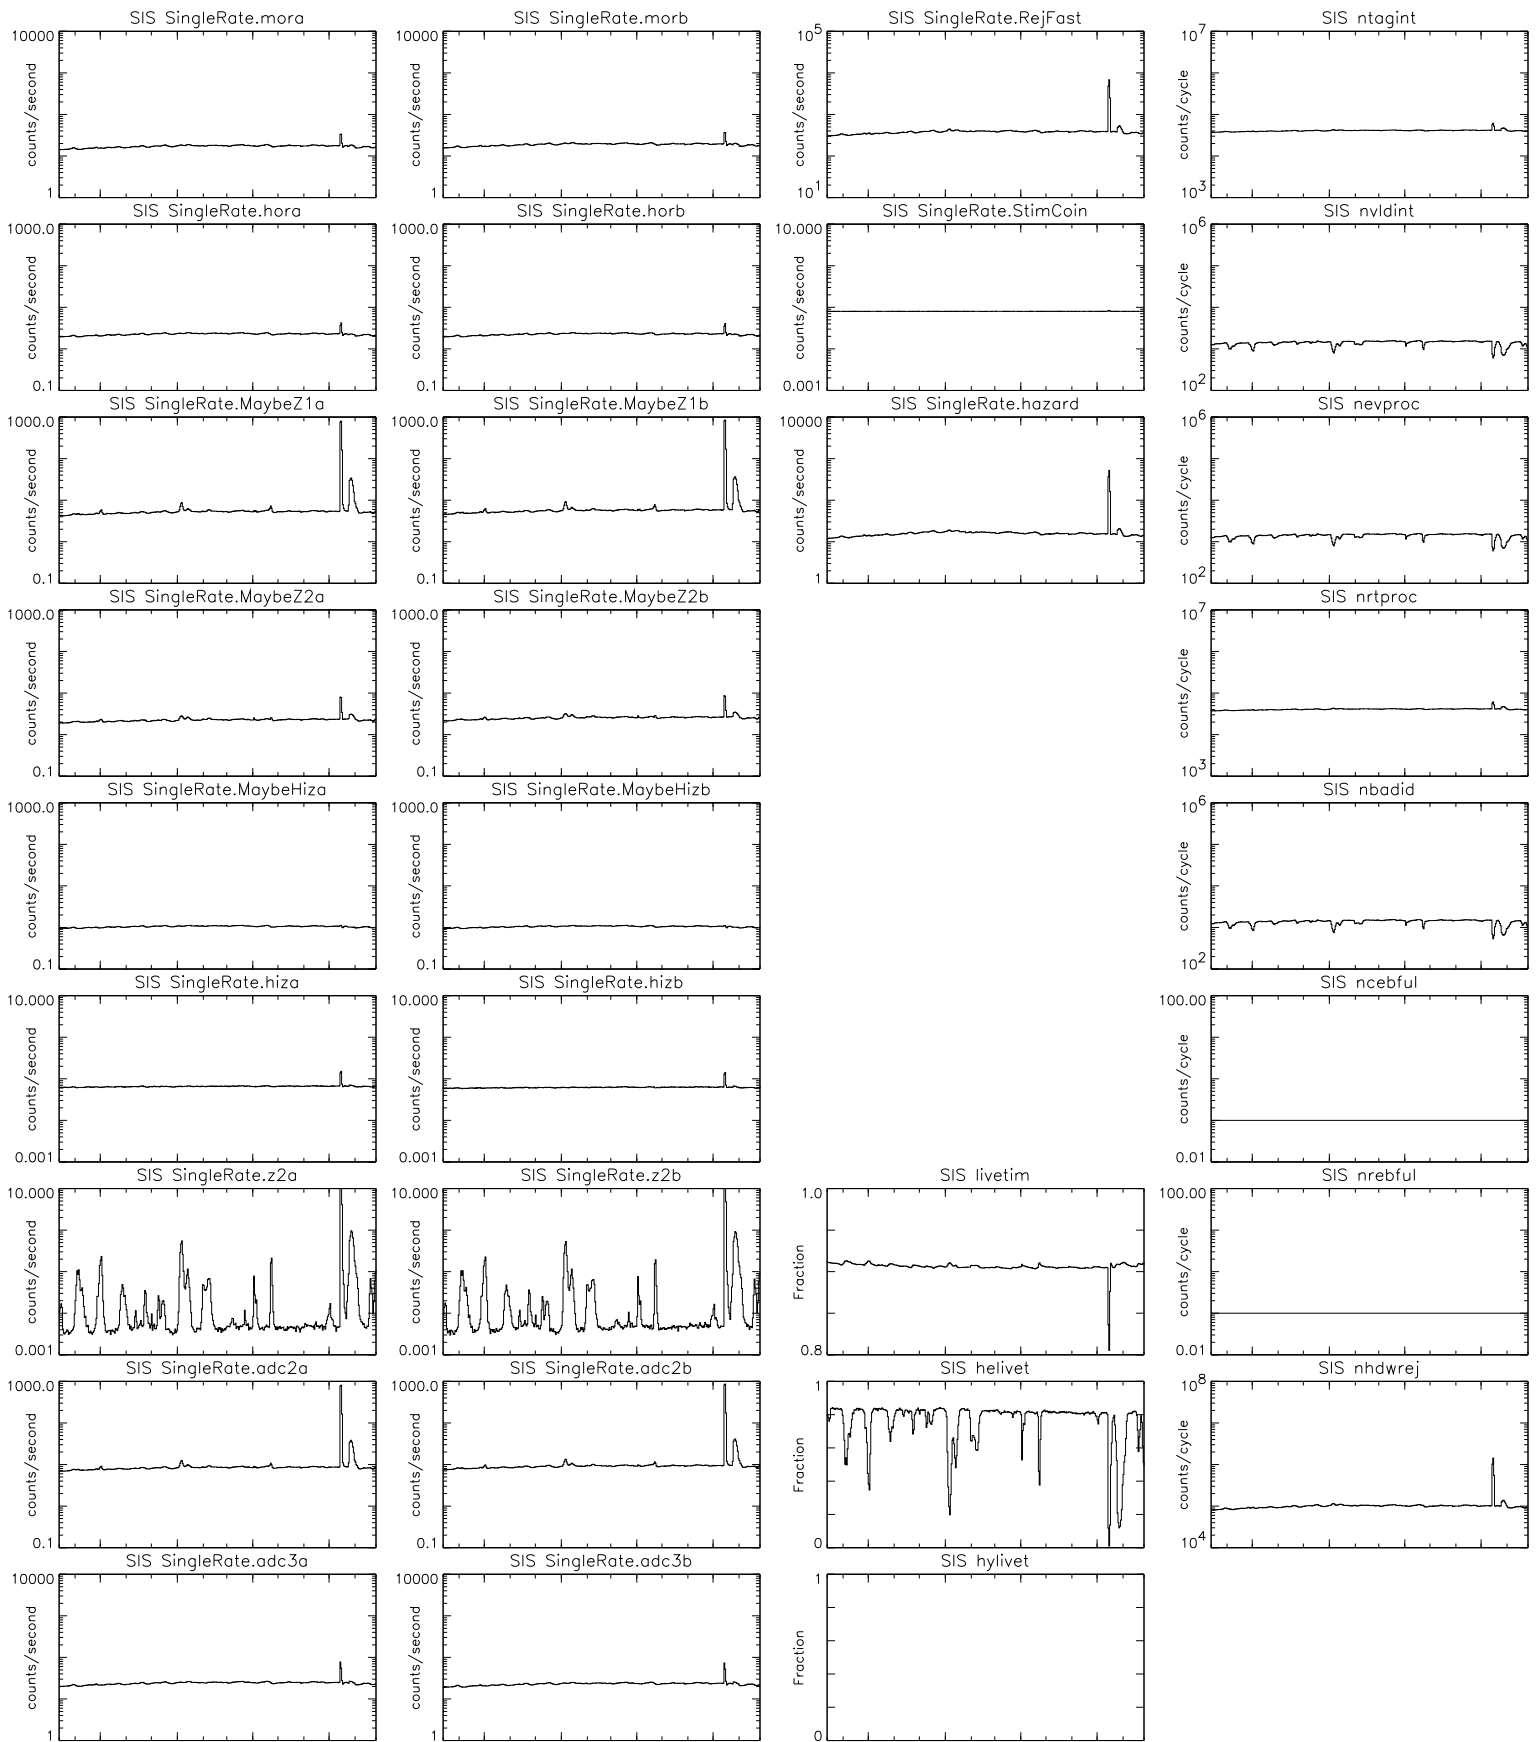 SIS SingleRate.mora
10000
counts/second
1
SIS SingleRate.morb
10000
counts/second
1
SIS SingleRate.RejFast
10^5
counts/second
10^1
SIS ntagint
10^7
counts/cycle
10^3
SIS SingleRate.hora
1000.0
counts/second
0.1
SIS SingleRate.horb
1000.0
counts/second
0.1
SIS SingleRate.StimCoin
10.000
counts/second
0.001
SIS nvldint
10^6
counts/cycle
10^2
SIS SingleRate.MaybeZ1a
1000.0
counts/second
0.1
SIS SingleRate.MaybeZ1b
1000.0
counts/second
0.1
SIS SingleRate.hazard
10000
counts/second
1
SIS nevproc
10^6
counts/cycle
10^2
SIS SingleRate.MaybeZ2a
1000.0
counts/second
0.1
SIS SingleRate.MaybeZ2b
1000.0
counts/second
0.1
SIS nrtproc
10^7
counts/cycle
10^3
SIS SingleRate.MaybeHiza
1000.0
counts/second
0.1
SIS SingleRate.MaybeHizb
1000.0
counts/second
0.1
SIS nbadid
10^6
counts/cycle
10^2
SIS SingleRate.hiza
10.000
counts/second
0.001
SIS SingleRate.hizb
10.000
counts/second
0.001
SIS ncebful
100.00
counts/cycle
0.01
SIS SingleRate.z2a
10.000
counts/second
0.001
SIS SingleRate.z2b
10.000
counts/second
0.001
SIS livetim
1.0
Fraction
0.8
SIS nrebful
100.00
counts/cycle
0.01
SIS SingleRate.adc2a
1000.0
counts/second
0.1
SIS SingleRate.adc2b
1000.0
counts/second
0.1
SIS helivet
1
Fraction
0
SIS nhdwrej
10^8
counts/cycle
10^4
SIS SingleRate.adc3a
10000
counts/second
1
SIS SingleRate.adc3b
10000
counts/second
1
SIS hylivet
1
Fraction
0